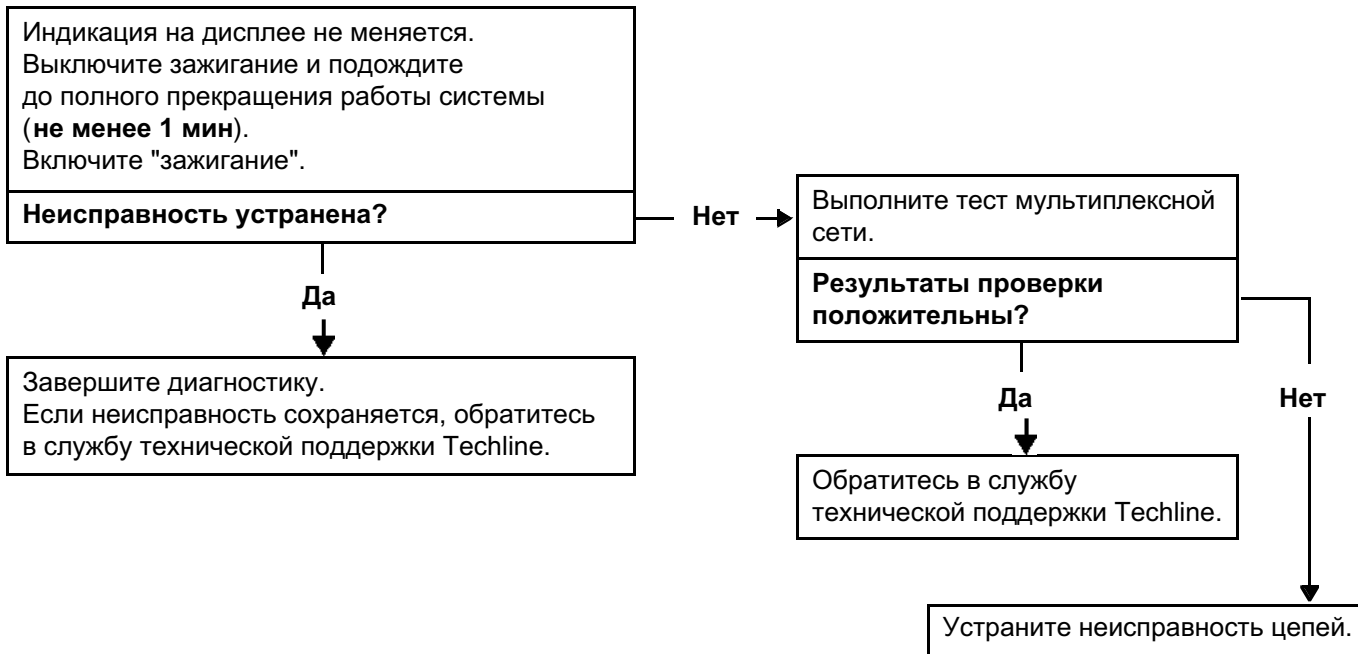 Индикация на дисплее не меняется.
Выключите зажигание и подождите
до полного прекращения работы системы
(не менее 1 мин).
Включите "зажигание".
Неисправность устранена?
Нет
Выполните тест мультиплексной
сети.
Результаты проверки
положительны?
Да
Завершите диагностику.
Если неисправность сохраняется, обратитесь
в службу технической поддержки Techline.
Да
Нет
Обратитесь в службу
технической поддержки Techline.
Устраните неисправность цепей.